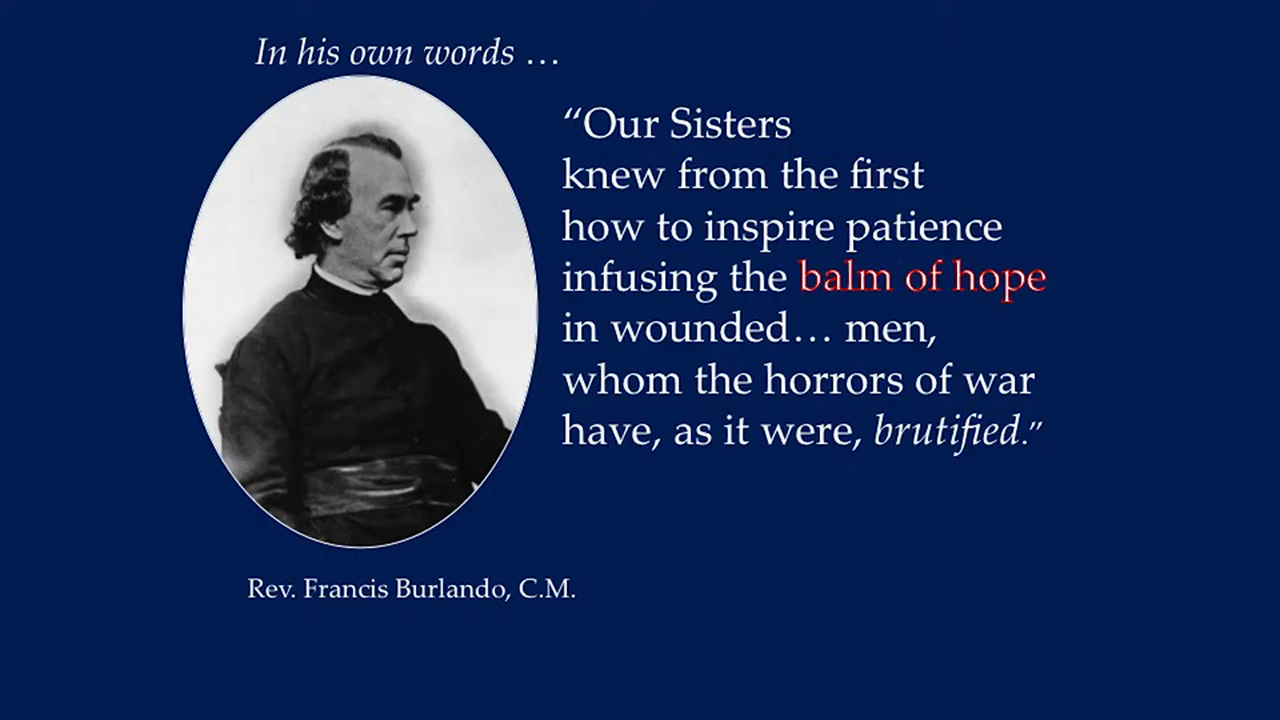 In his own words …
“Our Sisters
knew from the first
how to inspire patience
infusing the balm of hope
in wounded… men,
whom the horrors of war
have, as it were, brutified.”
Rev. Francis Burlando, C.M.